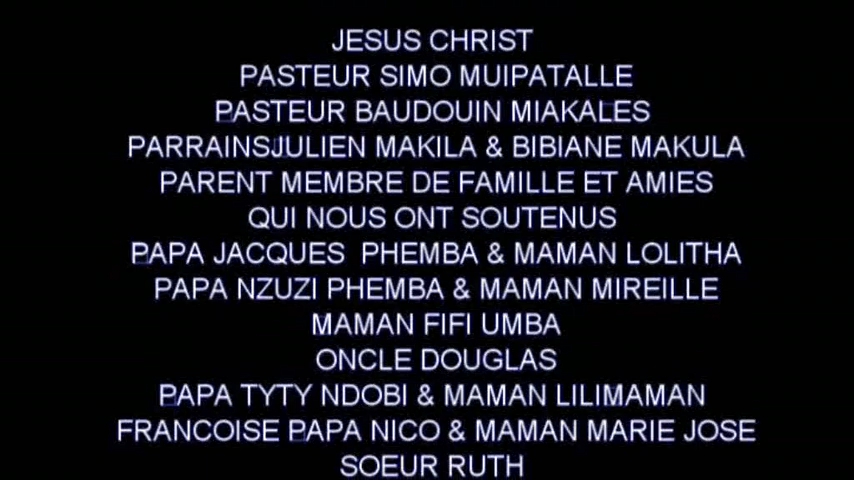 JESUS CHRIST
PASTEUR SIMO MUIPATALLE
PASTEUR BAUDOUIN MIAKALES
PARRAINSJULIEN MAKILA & BIBIANE MAKULA
PARENT MEMBRE DE FAMILLE ET AMIES
QUI NOUS ONT SOUTENUS
PAPA JACQUES PHEMBA & MAMAN LOLITHA
PAPA NZUZI PHEMBA & MAMAN MIREILLE
MAMAN FIFI UMBA
ONCLE DOUGLAS
PAPA TYTY NDOBI & MAMAN LILIMAMAN
FRANCOISE PAPA NICO & MAMAN MARIE JOSE
SOEUR RUTH